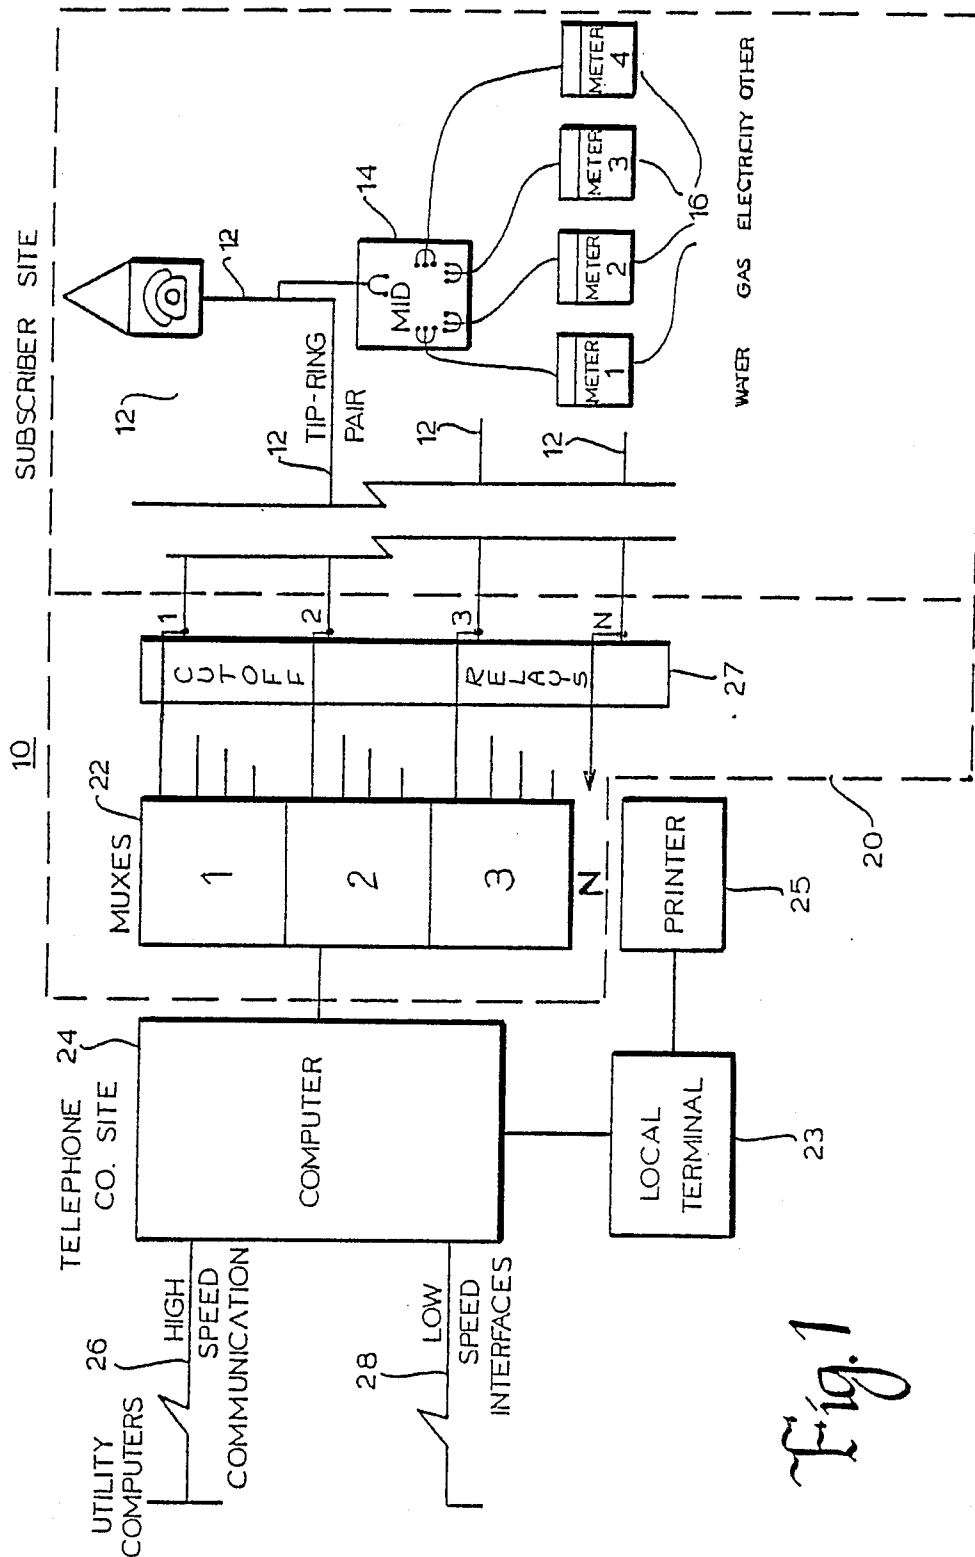 10
SUBSCRIBER SITE
TELEPHONE
CO. SITE
24
MUXES
22
UTILITY
COMPUTERS
26
HIGH
SPEED
COMMUNICATION
28
LOW
SPEED
INTERFACES
COMPUTER
1
2
3
N
CUTOFF
RELAYS
1
2
3
N
27
12
12
12
TIP-RING
PAIR
12
12
MID
14
METER
1
METER
2
METER
3
METER
4
16
WATER
GAS
ELECTRICITY
OTHER
LOCAL
TERMINAL
23
PRINTER
25
20
Fig. 1